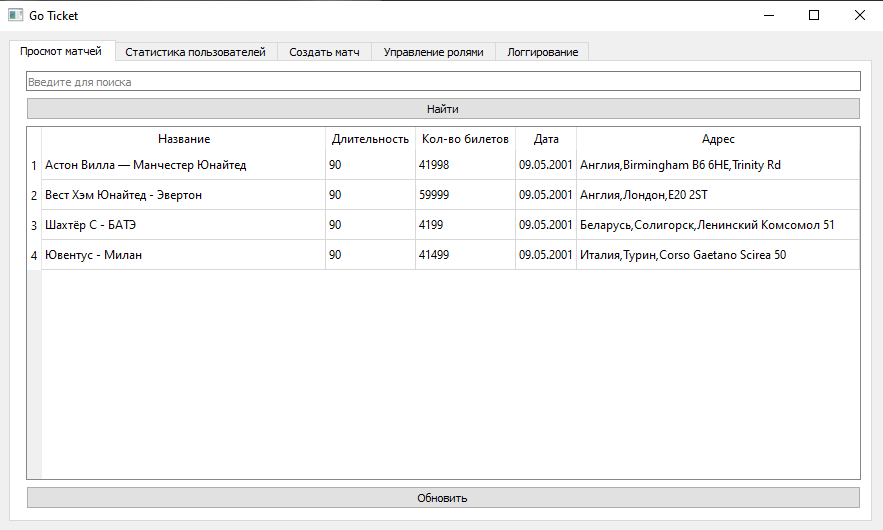 Go Ticket
Просмот матчей Статистика пользователей Создать матч Управление ролями Логгирование
Введите для поиска
Найти
Название Длительность Кол-во билетов Дата Адрес
1 Астон Вилла — Манчестер Юнайтед 90 41998 09.05.2001 Англия,Birmingham B6 6HE,Trinity Rd
2 Вест Хэм Юнайтед - Эвертон 90 59999 09.05.2001 Англия,Лондон,E20 2ST
3 Шахтёр С - БАТЭ 90 4199 09.05.2001 Беларусь,Солигорск,Ленинский Комсомол 51
4 Ювентус - Милан 90 41499 09.05.2001 Италия,Турин,Corso Gaetano Scirea 50
Обновить